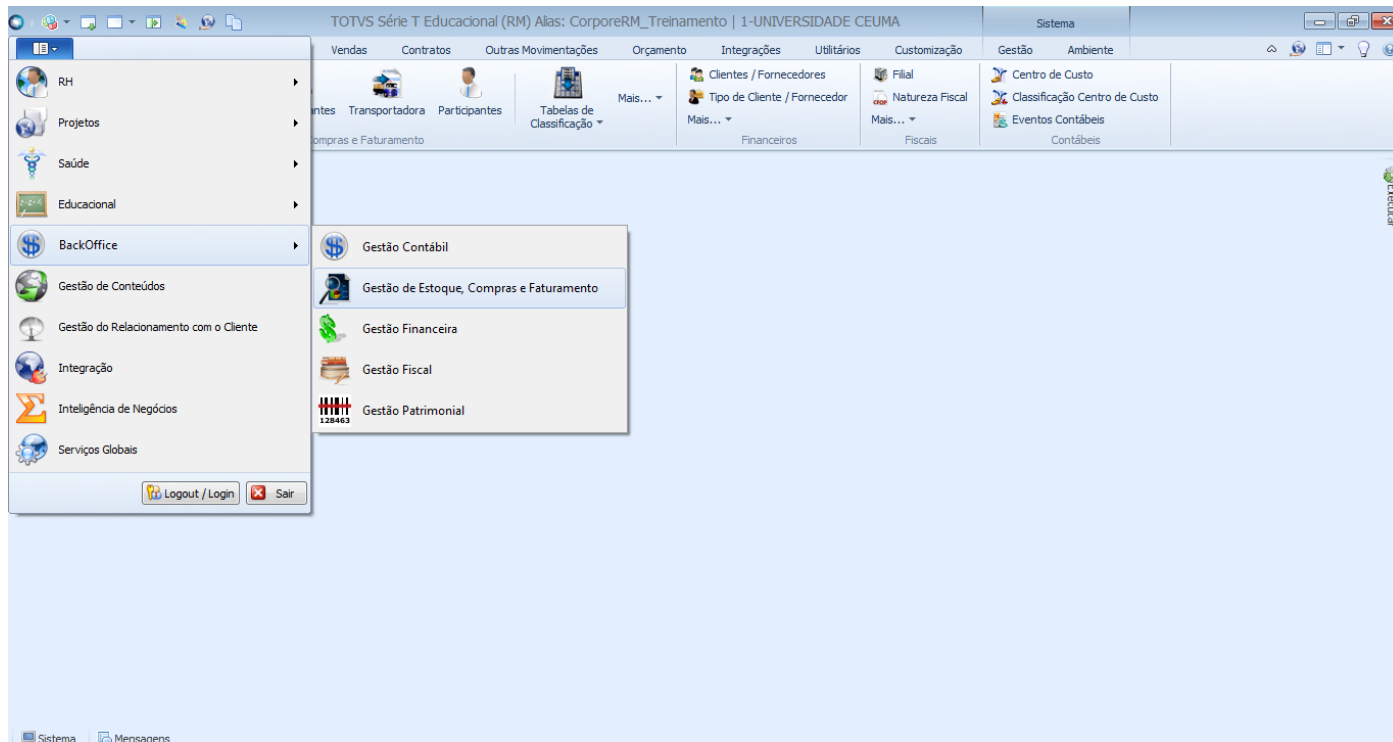 TOTVS Série T Educacional (RM) Alias: CorporeRM_Treinamento | 1-UNIVERSIDADE CEUMA
Sistema
Vendas Contratos Outras Movimentações Orçamento Integrações Utilitários Customização Gestão Ambiente
Transportadora Participantes Tabelas de
Classificação
Mais...
Compras e Faturamento
Clientes / Fornecedores
Tipo de Cliente / Fornecedor
Mais...
Financeiros
Filial
Natureza Fiscal
Mais...
Fiscais
Centro de Custo
Classificação Centro de Custo
Eventos Contábeis
Contábeis
Executar
RH
Projetos
Saúde
Educacional
BackOffice
Gestão de Conteúdos
Gestão do Relacionamento com o Cliente
Integração
Inteligência de Negócios
Serviços Globais
Logout / Login Sair
Gestão Contábil
Gestão de Estoque, Compras e Faturamento
Gestão Financeira
Gestão Fiscal
128463
Gestão Patrimonial
Sistema Mensagens